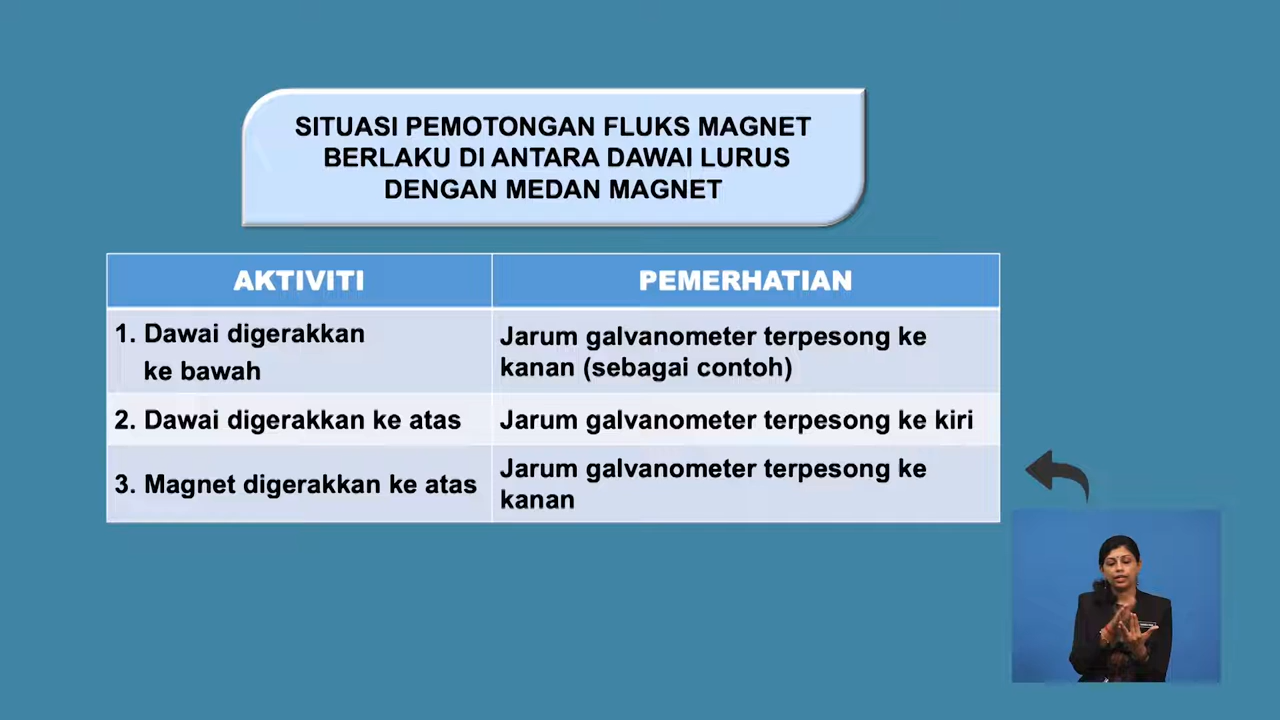 SITUASI PEMOTONGAN FLUKS MAGNET
BERLAKU DI ANTARA DAWAI LURUS
DENGAN MEDAN MAGNET
AKTIVITI
PEMERHATIAN
1. Dawai digerakkan
ke bawah
Jarum galvanometer terpesong ke
kanan (sebagai contoh)
2. Dawai digerakkan ke atas
Jarum galvanometer terpesong ke kiri
3. Magnet digerakkan ke atas
Jarum galvanometer terpesong ke
kanan